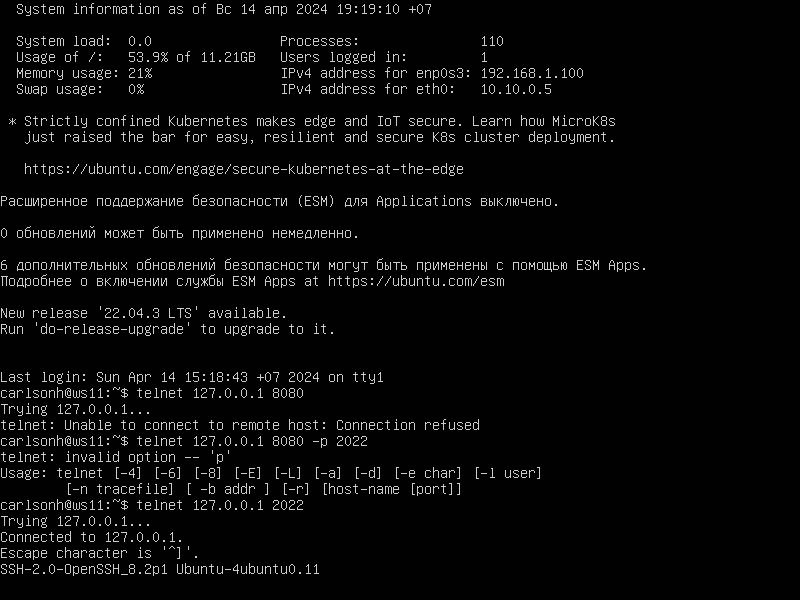 System information as of Вс 14 апр 2024 19:19:10 +07
System load: 0.0 Processes: 110
Usage of /: 53.9% of 11.21GB Users logged in: 1
Memory usage: 21% IPv4 address for enp0s3: 192.168.1.100
Swap usage: 0% IPv4 address for eth0: 10.10.0.5
* Strictly confined Kubernetes makes edge and IoT secure. Learn how MicroK8s
just raised the bar for easy, resilient and secure K8s cluster deployment.
https://ubuntu.com/engage/secure-kubernetes-at-the-edge
Расширенное поддержание безопасности (ESM) для Applications выключено.
0 обновлений может быть применено немедленно.
6 дополнительных обновлений безопасности могут быть применены с помощью ESM Apps.
Подробнее о включении службы ESM Apps at https://ubuntu.com/esm
New release '22.04.3 LTS' available.
Run 'do-release-upgrade' to upgrade to it.
Last login: Sun Apr 14 15:18:43 +07 2024 on tty1
carlsonh@ws11:~$ telnet 127.0.0.1 8080
Trying 127.0.0.1...
telnet: Unable to connect to remote host: Connection refused
carlsonh@ws11:~$ telnet 127.0.0.1 8080 -p 2022
telnet: invalid option -- 'p'
Usage: telnet [-4] [-6] [-8] [-E] [-L] [-a] [-d] [-e char] [-l user]
[-n tracefile] [ -b addr ] [-r] [host-name [port]]
carlsonh@ws11:~$ telnet 127.0.0.1 2022
Trying 127.0.0.1...
Connected to 127.0.0.1.
Escape character is '^]'.
SSH-2.0-OpenSSH_8.2p1 Ubuntu-4ubuntu0.11